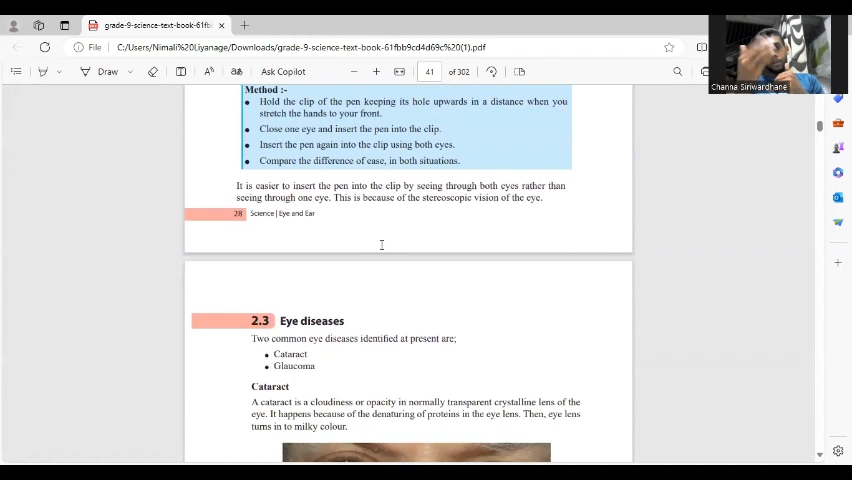 grade-9-science-text-book-61fbb
File
C:/Users/Nimali%20Liyanage/Downloads/grade-9-science-text-book-61fbb9cd4d69c%20(1).pdf
Draw
Ask Copilot
41 of 302
Channa Siriwardhane
Method :-
Hold the clip of the pen keeping its hole upwards in a distance when you
stretch the hands to your front.
Close one eye and insert the pen into the clip.
Insert the pen again into the clip using both eyes.
Compare the difference of ease, in both situations.
It is easier to insert the pen into the clip by seeing through both eyes rather than
seeing through one eye. This is because of the stereoscopic vision of the eye.
28 Science | Eye and Ear
2.3 Eye diseases
Two common eye diseases identified at present are;
Cataract
Glaucoma
Cataract
A cataract is a cloudiness or opacity in normally transparent crystalline lens of the
eye. It happens because of the denaturing of proteins in the eye lens. Then, eye lens
turns in to milky colour.